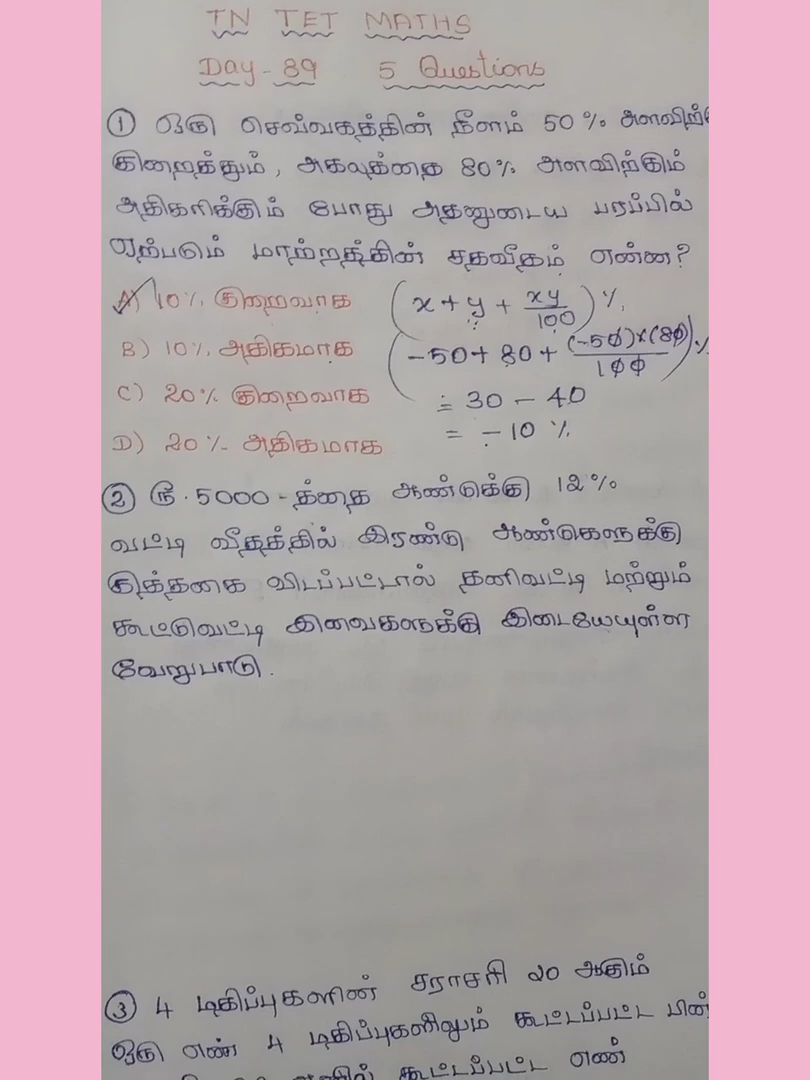 TN TET MATHS
Day - 89 5 Questions
① ஒரு செவ்வகத்தின் நீளம் 50% அளவிற்கு
குறைத்தும், அகலத்தை 80% அளவிற்கும்
அதிகரிக்கும் போது அதனுடைய பரப்பில்
ஏற்படும் மாற்றத்தின் சதவீதம் என்ன?
A) 10% குறைவாக (x + y + xy/100) %
B) 10% அதிகமாக (-50 + 80 + (-50)×(80)/100) %
C) 20% குறைவாக = 30 - 40
D) 20% அதிகமாக = -10 %
② ரூ. 5000 - த்தை ஆண்டுக்கு 12%
வட்டி வீதத்தில் இரண்டு ஆண்டுகளுக்கு
குத்தகை விடப்பட்டால் தனிவட்டி மற்றும்
கூட்டுவட்டி இவைகளுக்கு இடையேயுள்ள
வேறுபாடு.
③ 4 மதிப்புகளின் சராசரி 20 ஆகும்
ஒரு எண் 4 மதிப்புகளிலும் கூட்டப்பட்ட பின்
கூட்டப்பட்ட எண்